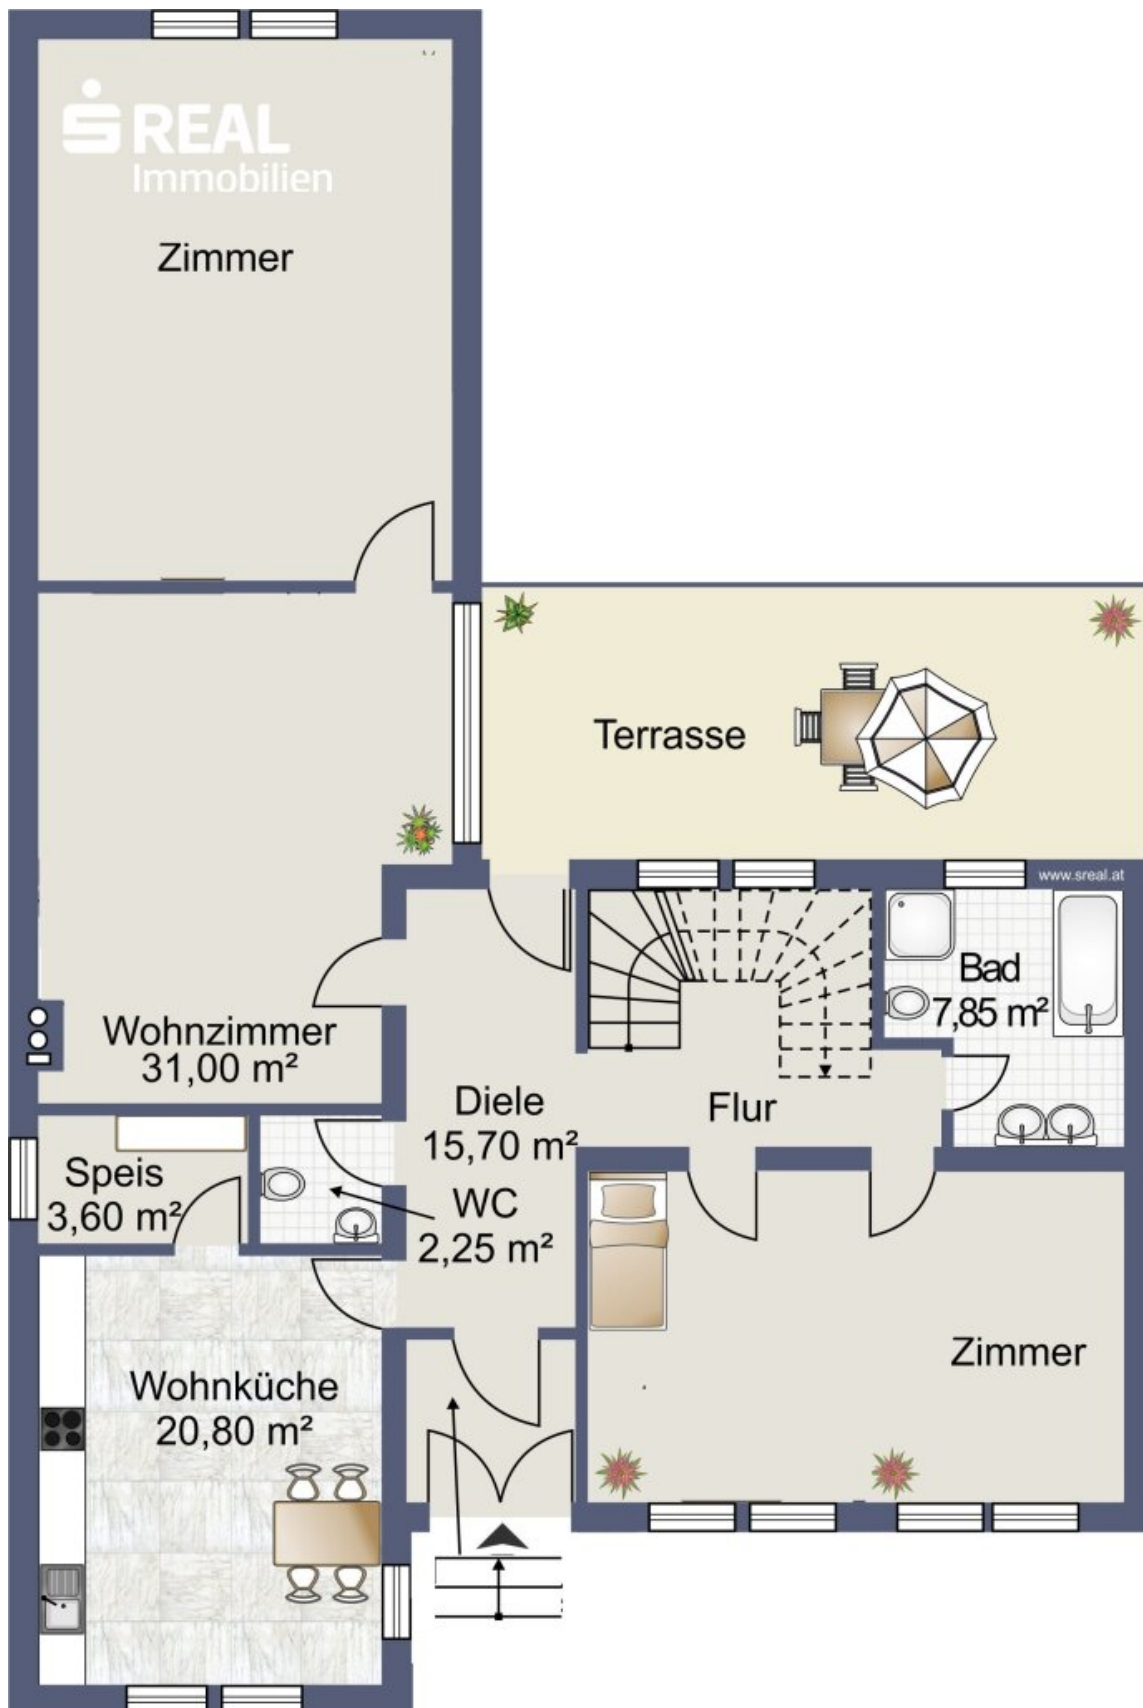 S REAL
Immobilien
Zimmer
Terrasse
www.sreal.at
Bad
7,85 m²
Wohnzimmer
31,00 m²
Diele
15,70 m²
Flur
Speis
3,60 m²
WC
2,25 m²
Zimmer
Wohnküche
20,80 m²